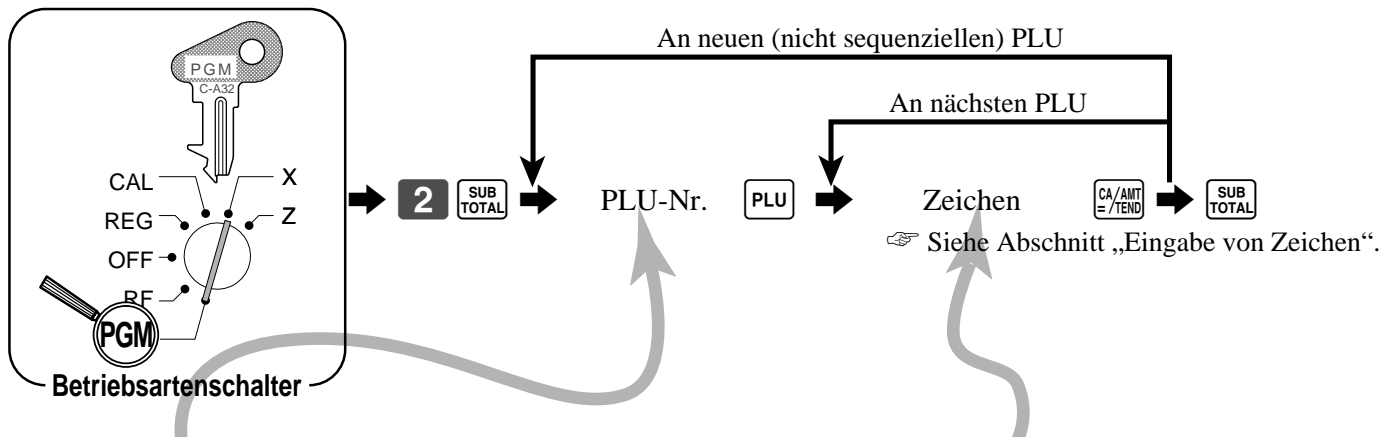 An neuen (nicht sequenziellen) PLU
An nächsten PLU
PGM
C-A32
CAL
X
REG
Z
OFF
RF
PGM
Betriebsartenschalter
2 SUB TOTAL PLU-Nr. PLU Zeichen CA/AMT =/TEND SUB TOTAL
☞ Siehe Abschnitt „Eingabe von Zeichen“.